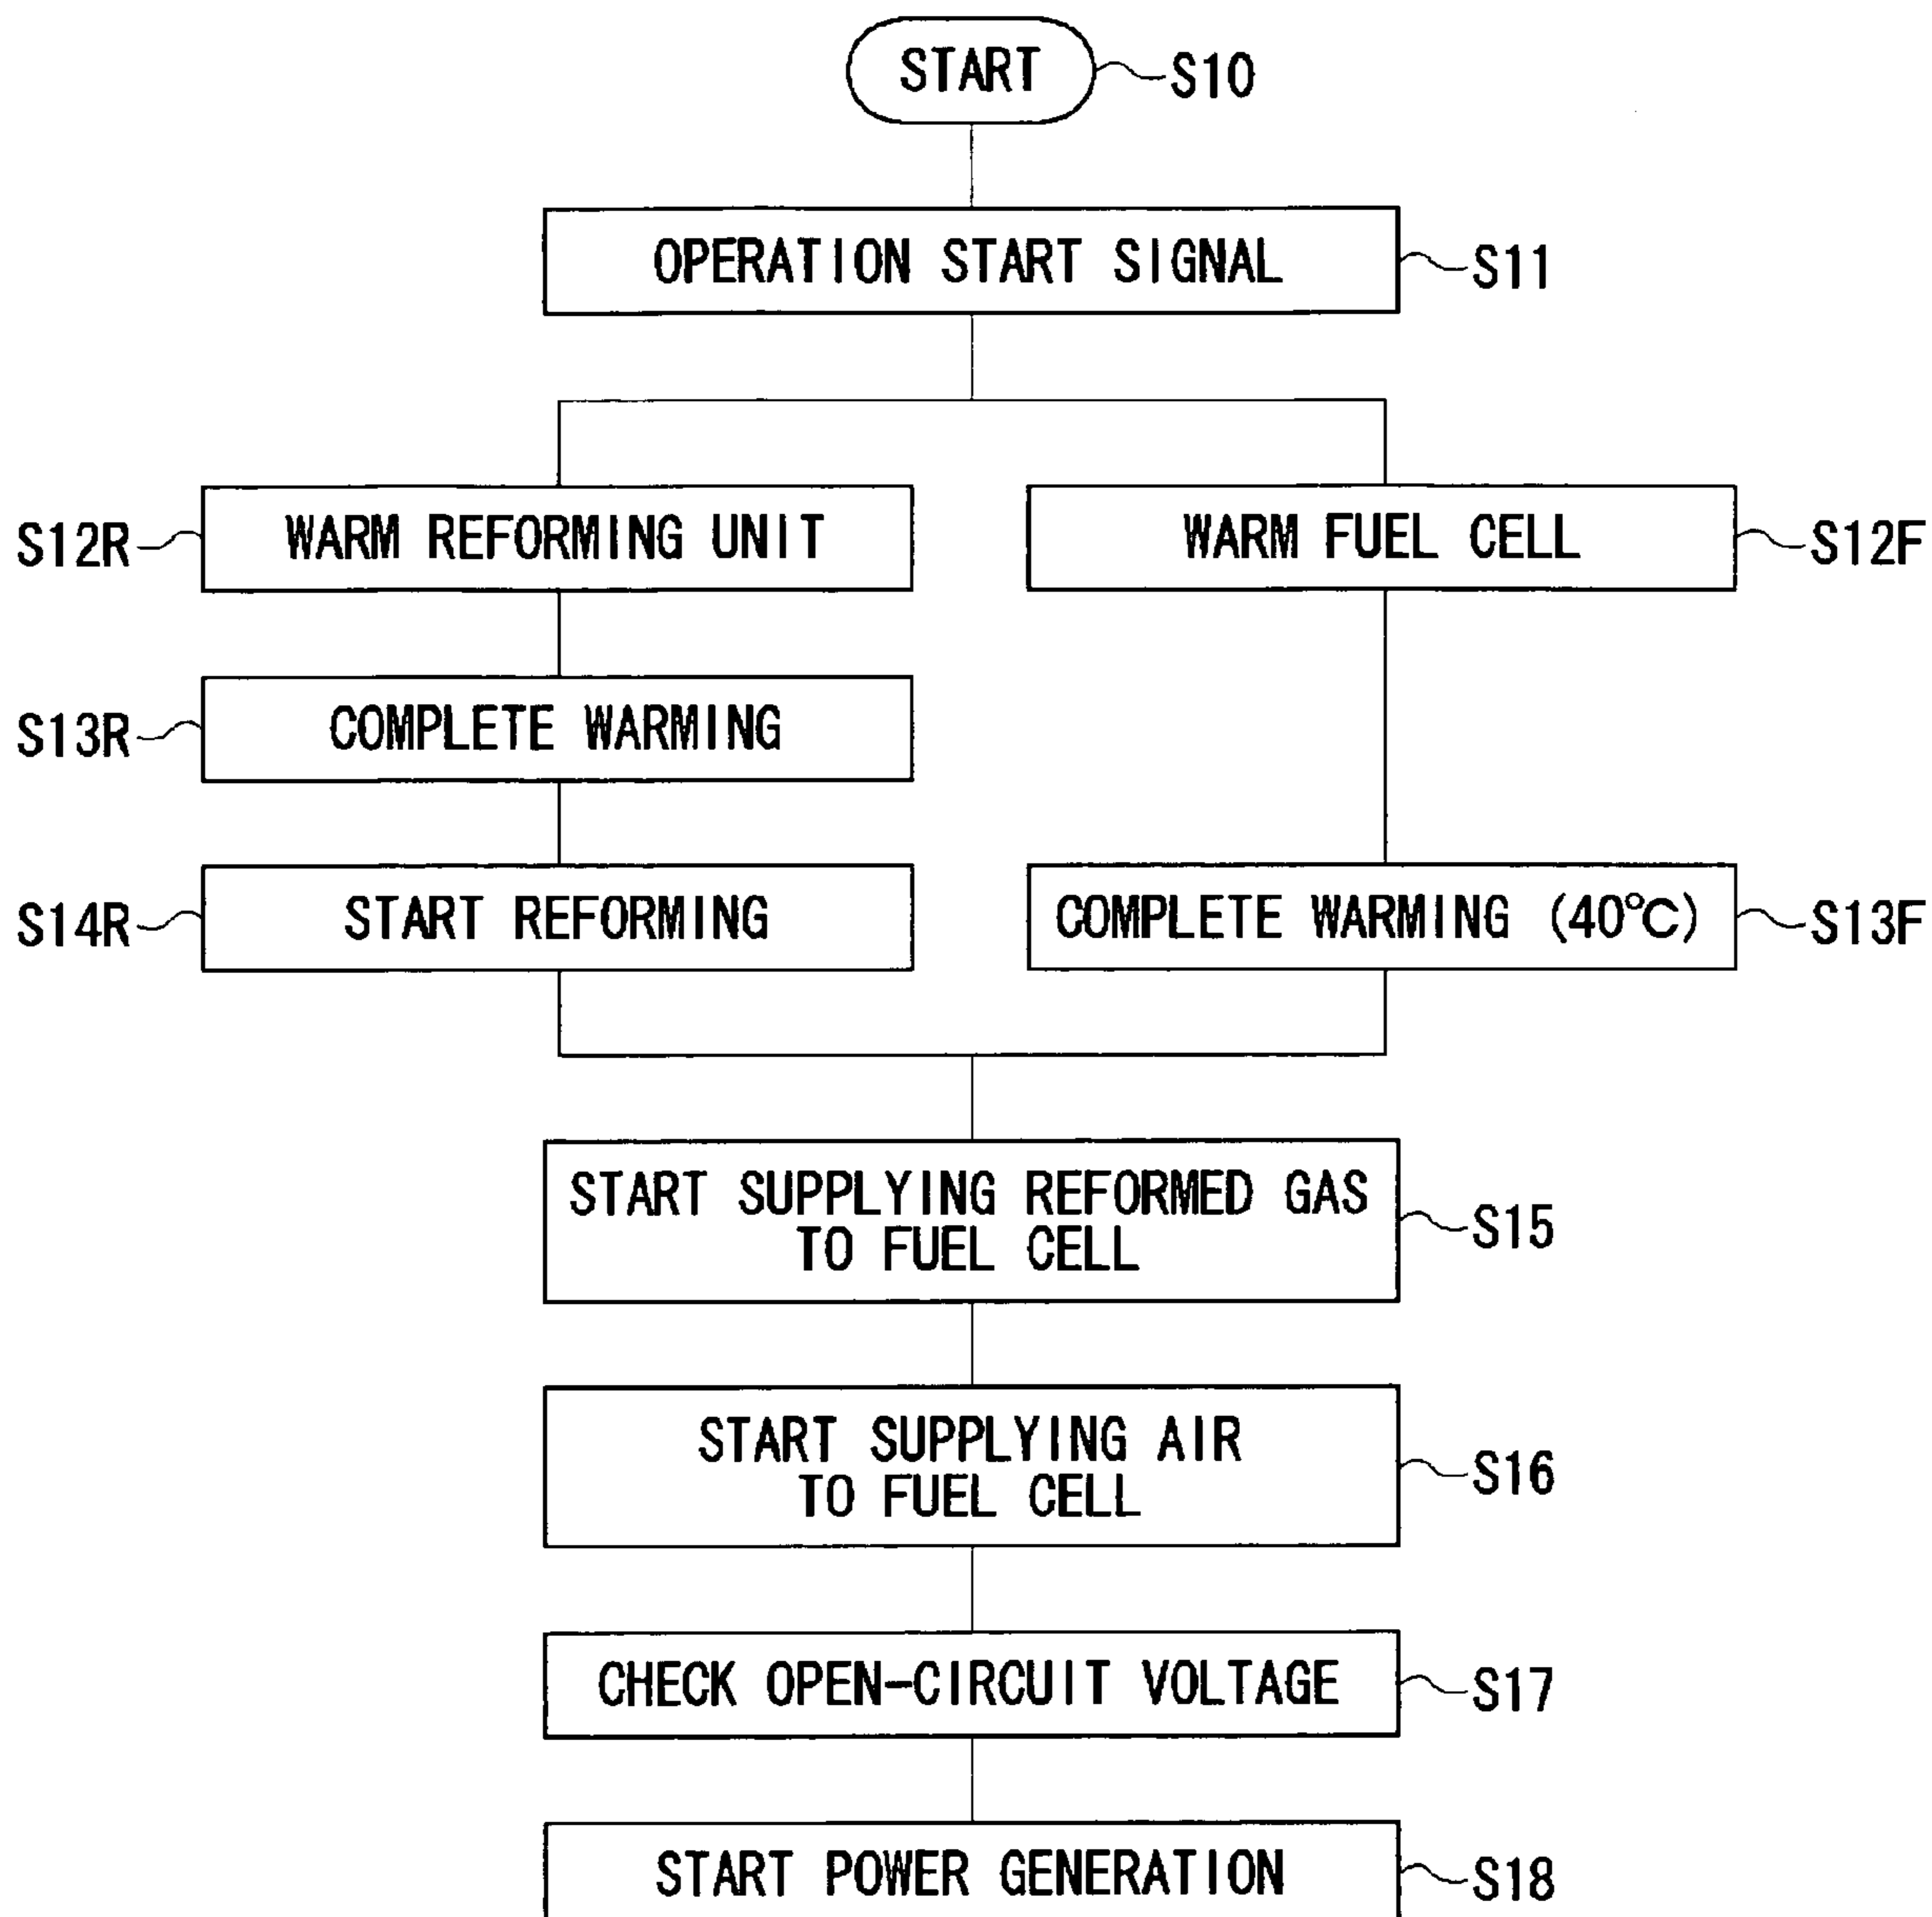 START
S10
OPERATION START SIGNAL
S11
S12R
WARM REFORMING UNIT
WARM FUEL CELL
S12F
S13R
COMPLETE WARMING
S14R
START REFORMING
COMPLETE WARMING (40°C)
S13F
START SUPPLYING REFORMED GAS
TO FUEL CELL
S15
START SUPPLYING AIR
TO FUEL CELL
S16
CHECK OPEN-CIRCUIT VOLTAGE
S17
START POWER GENERATION
S18